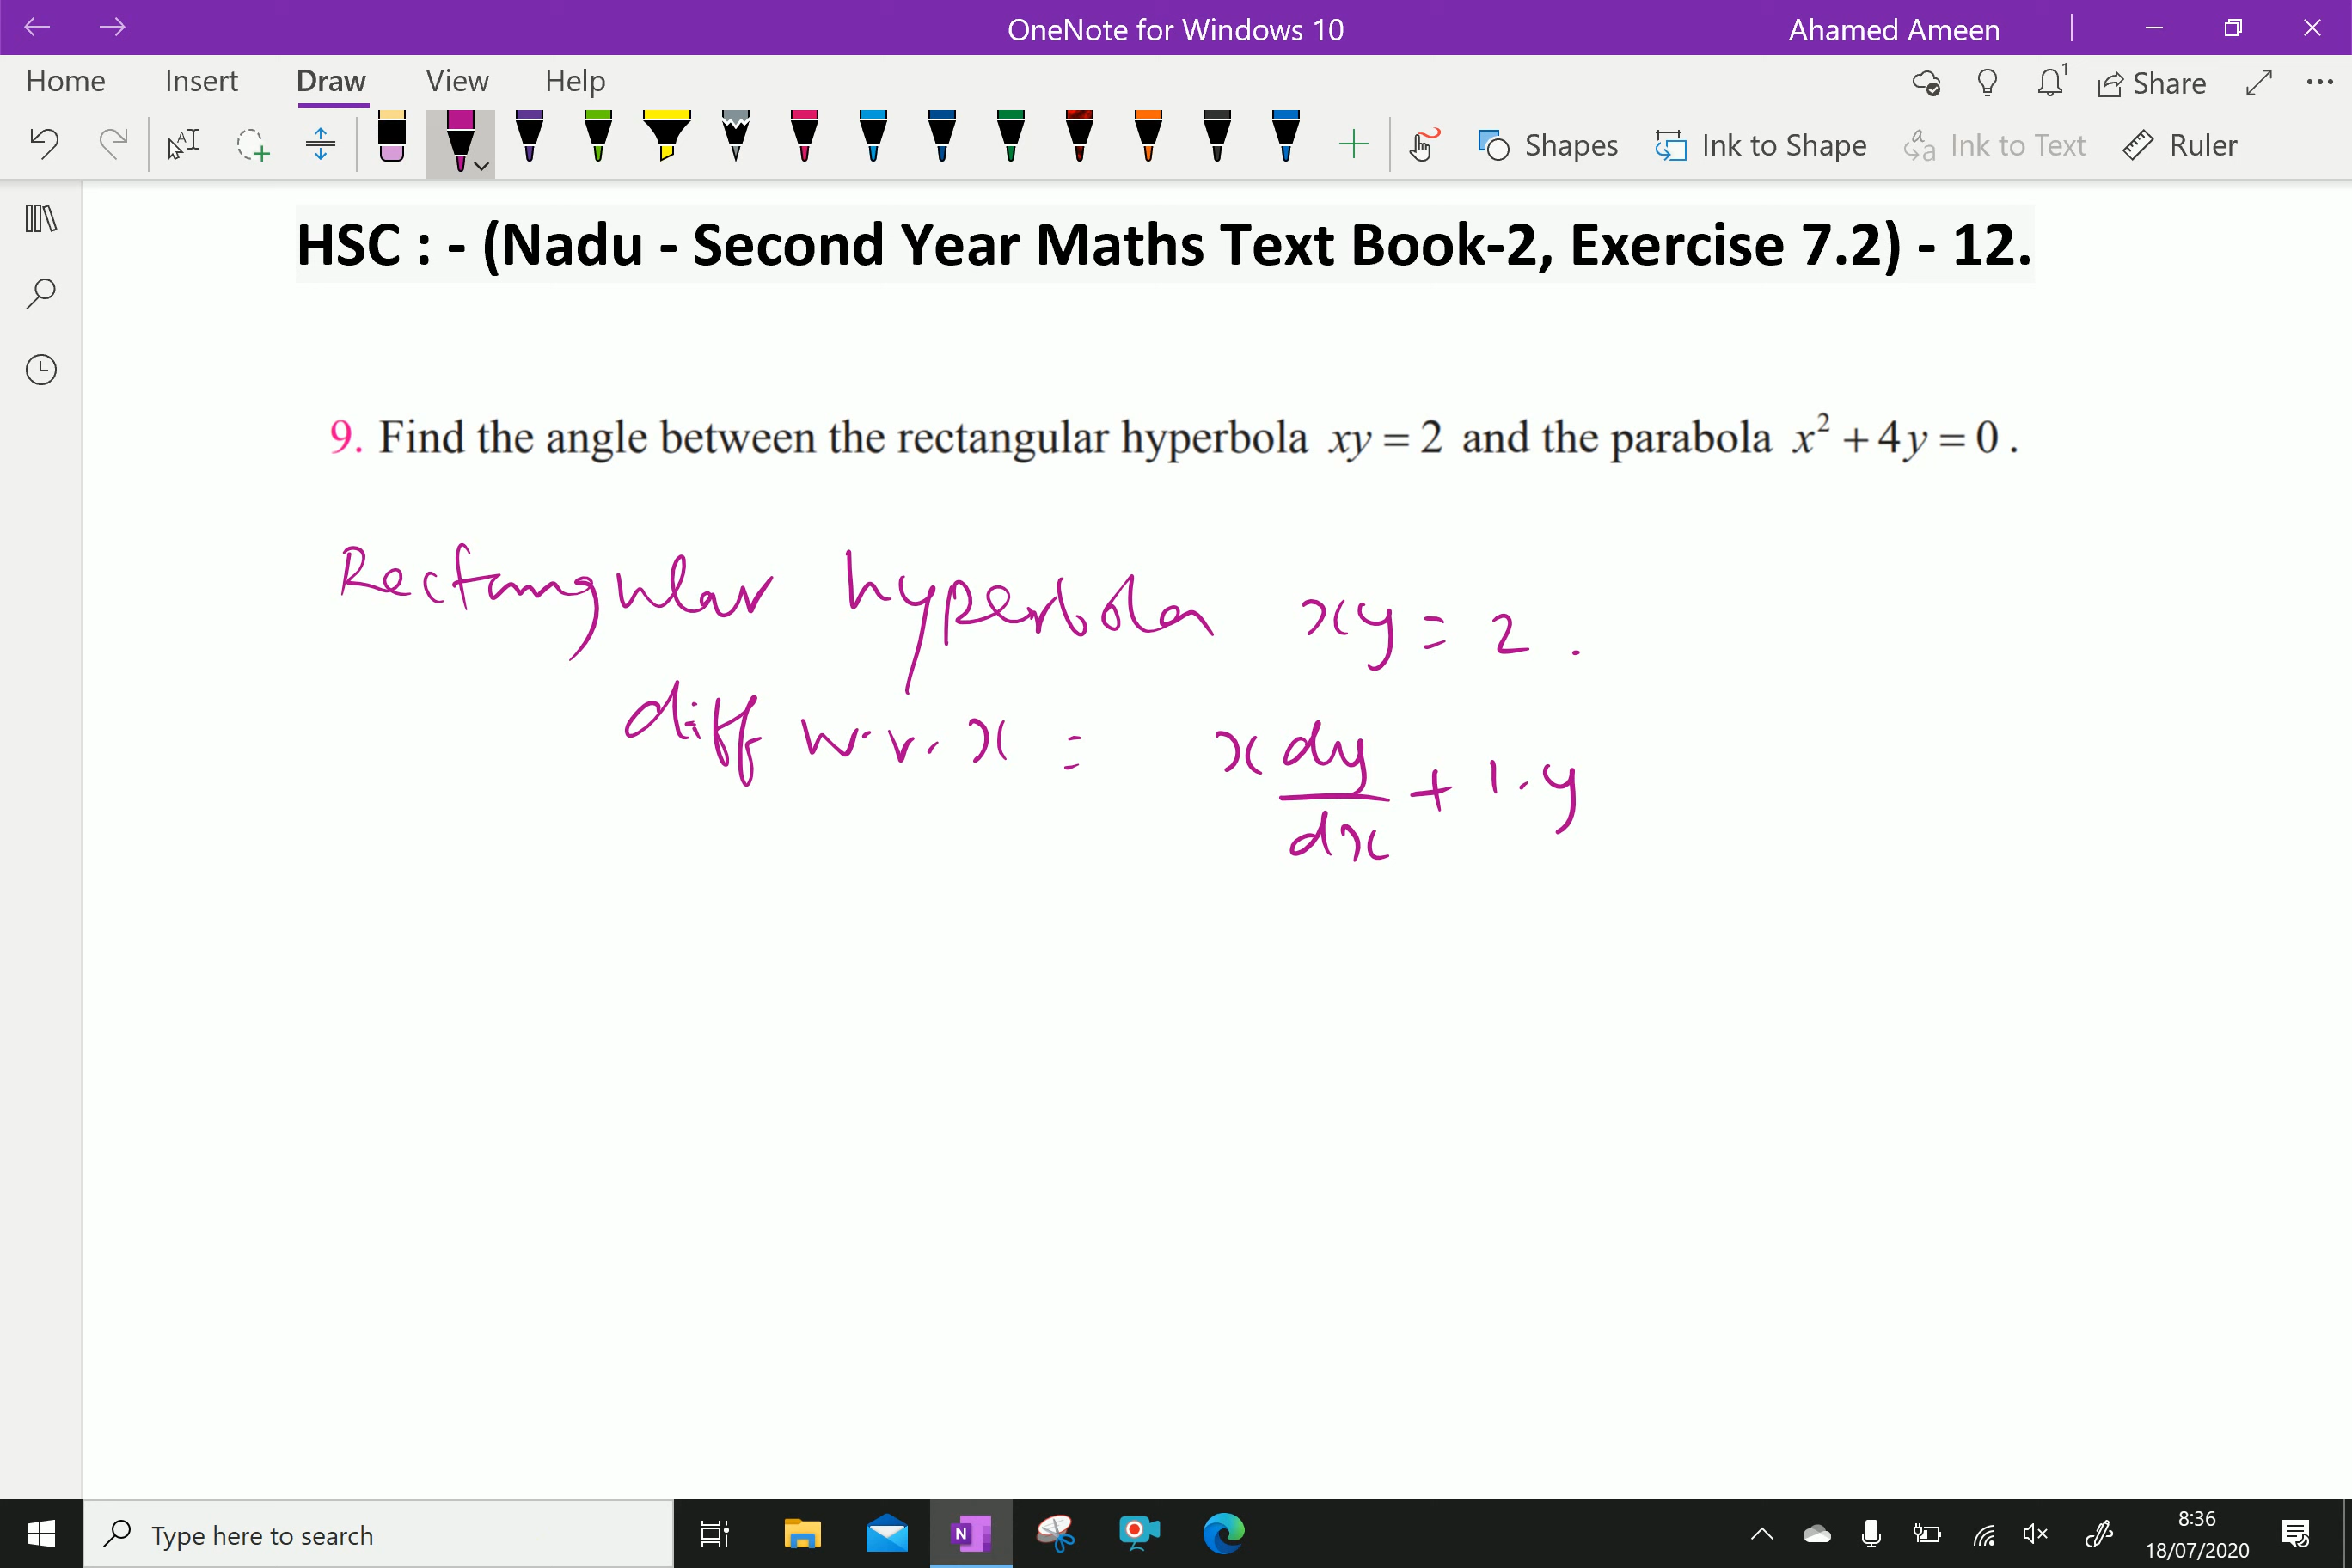 OneNote for Windows 10
Ahamed Ameen
Home Insert Draw View Help
1 Share
Shapes Ink to Shape Ink to Text Ruler
HSC : - (Nadu - Second Year Maths Text Book-2, Exercise 7.2) - 12.
9. Find the angle between the rectangular hyperbola xy = 2 and the parabola x² + 4y = 0 .
Rectangular hyperbola xy = 2 .
diff w.r. x = x dy/dx + 1.y
Type here to search
8:36
18/07/2020